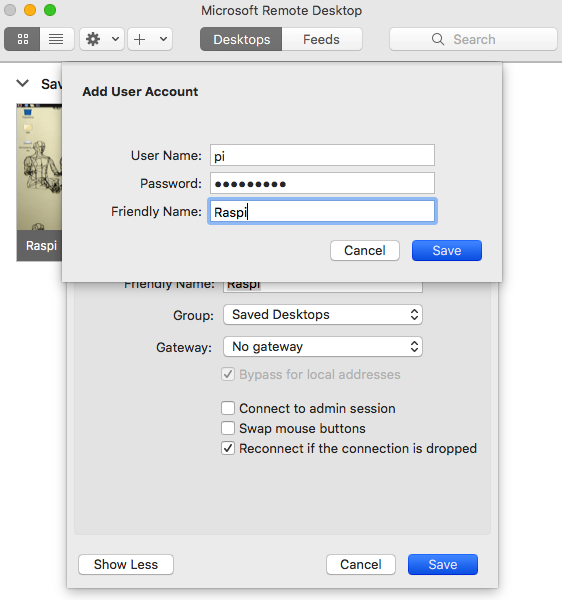 Microsoft Remote Desktop
Desktops
Feeds
Search
Add User Account
User Name: pi
Password: ●●●●●●●●●
Friendly Name: Raspi
Cancel
Save
Raspi
Friendly Name: Raspi
Group: Saved Desktops
Gateway: No gateway
Bypass for local addresses
Connect to admin session
Swap mouse buttons
Reconnect if the connection is dropped
Show Less
Cancel
Save